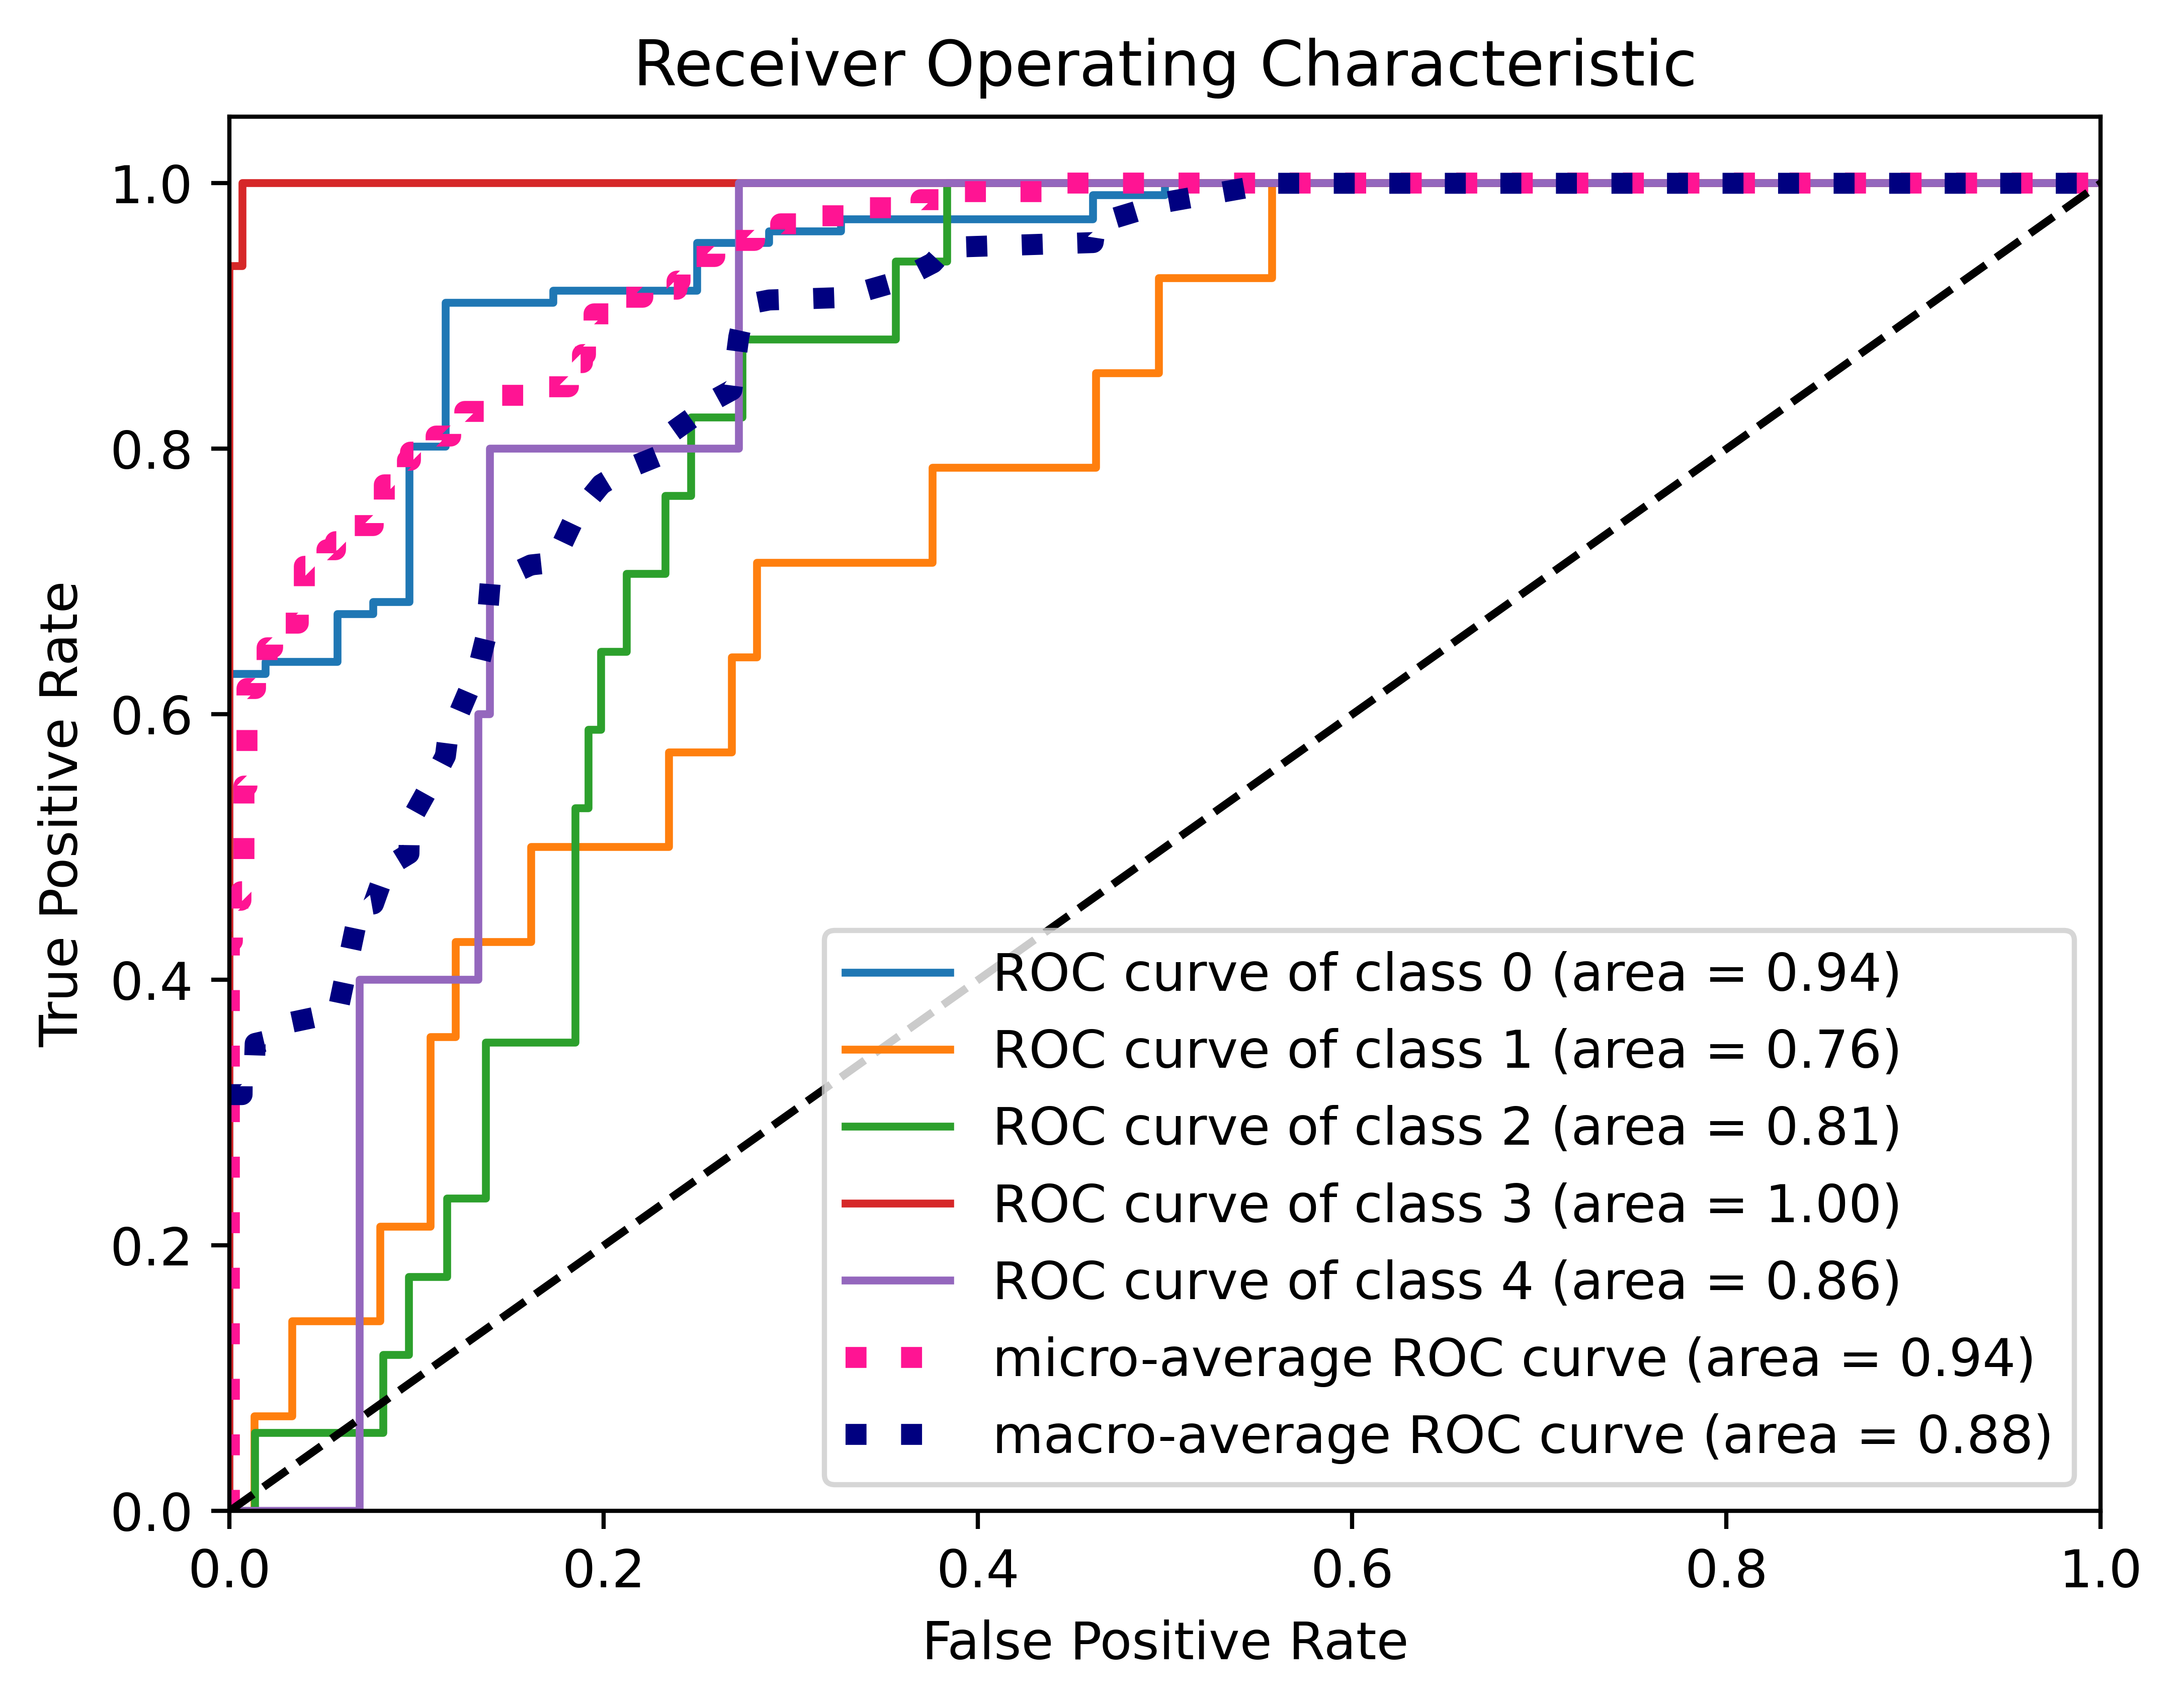 Receiver Operating Characteristic
1.0
0.8
0.6
0.4
0.2
0.0
True Positive Rate
ROC curve of class 0 (area = 0.94)
ROC curve of class 1 (area = 0.76)
ROC curve of class 2 (area = 0.81)
ROC curve of class 3 (area = 1.00)
ROC curve of class 4 (area = 0.86)
micro-average ROC curve (area = 0.94)
macro-average ROC curve (area = 0.88)
0.0 0.2 0.4 0.6 0.8 1.0
False Positive Rate